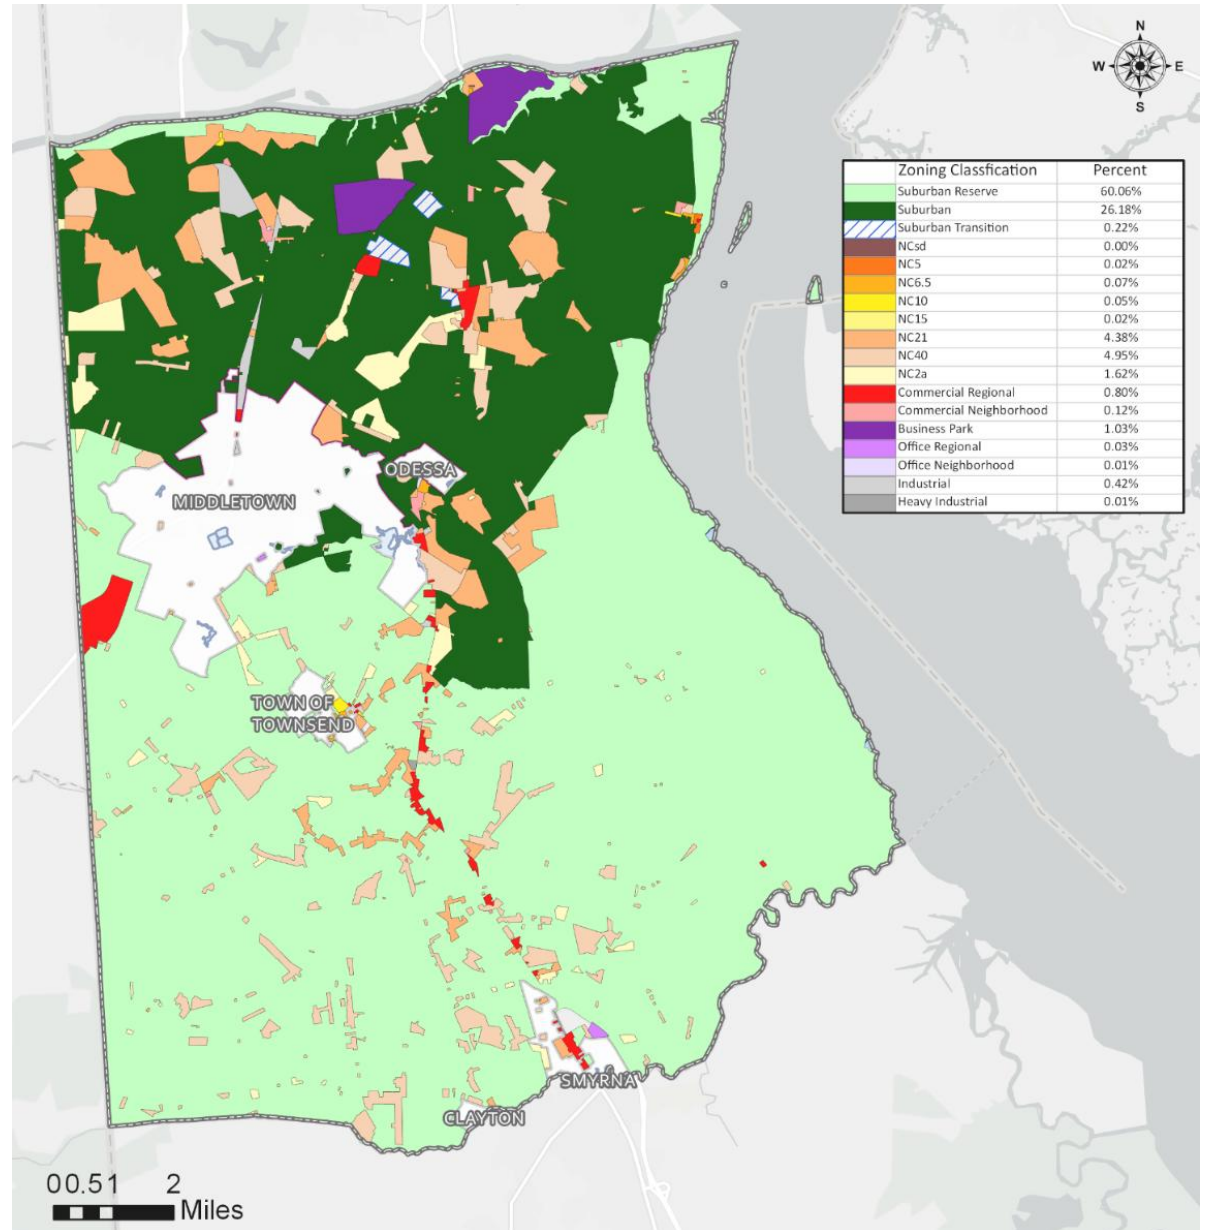 N
W E
S
Zoning Classfication Percent
Suburban Reserve 60.06%
Suburban 26.18%
Suburban Transition 0.22%
NCsd 0.00%
NC5 0.02%
NC6.5 0.07%
NC10 0.05%
NC15 0.02%
NC21 4.38%
NC40 4.95%
NC2a 1.62%
Commercial Regional 0.80%
Commercial Neighborhood 0.12%
Business Park 1.03%
Office Regional 0.03%
Office Neighborhood 0.01%
Industrial 0.42%
Heavy Industrial 0.01%
ODESSA
MIDDLETOWN
TOWN OF
TOWNSEND
SMYRNA
CLAYTON
00.51 2
Miles